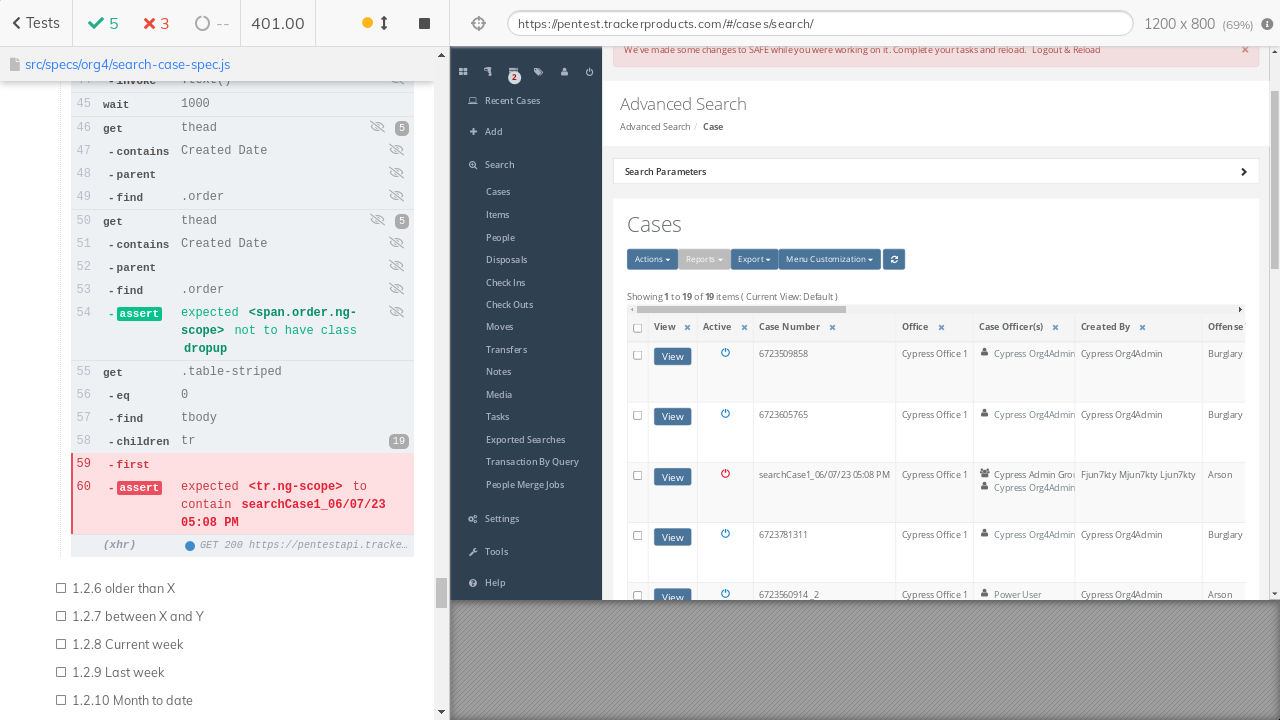 Tests
5
3
--
401.00
https://pentest.trackerproducts.com/#/cases/search/
1200 x 800 (69%)
src/specs/org4/search-case-spec.js
45 wait 1000
46 get thead 5
47 -contains Created Date
48 -parent
49 -find .order
50 get thead 5
51 -contains Created Date
52 -parent
53 -find .order
54 -assert expected <span.order.ng-
scope> not to have class
dropup
55 get .table-striped
56 -eq 0
57 -find tbody
58 -children tr 19
59 -first
60 -assert expected <tr.ng-scope> to
contain searchCase1_06/07/23
05:08 PM
(xhr) GET 200 https://pentestapi.tracke…
1.2.6 older than X
1.2.7 between X and Y
1.2.8 Current week
1.2.9 Last week
1.2.10 Month to date
2
Recent Cases
Add
Search
Cases
Items
People
Disposals
Check Ins
Check Outs
Moves
Transfers
Notes
Media
Tasks
Exported Searches
Transaction By Query
People Merge Jobs
Settings
Tools
Help
We've made some changes to SAFE while you were working on it. Complete your tasks and reload. Logout & Reload ×
Advanced Search
Advanced Search / Case
Search Parameters
Cases
Actions Reports Export Menu Customization
Showing 1 to 19 of 19 items ( Current View: Default )
View Active Case Number Office Case Officer(s) Created By Offense
View 6723509858 Cypress Office 1 Cypress Org4Admin Cypress Org4Admin Burglary
View 6723605765 Cypress Office 1 Cypress Org4Admin Cypress Org4Admin Burglary
View searchCase1_06/07/23 05:08 PM Cypress Office 1 Cypress Admin Grou Fjun7kty Mjun7kty Ljun7kty Arson
Cypress Org4Admin
View 6723781311 Cypress Office 1 Cypress Org4Admin Cypress Org4Admin Burglary
View 6723560914 _2 Cypress Office 1 Power User Cypress Org4Admin Arson